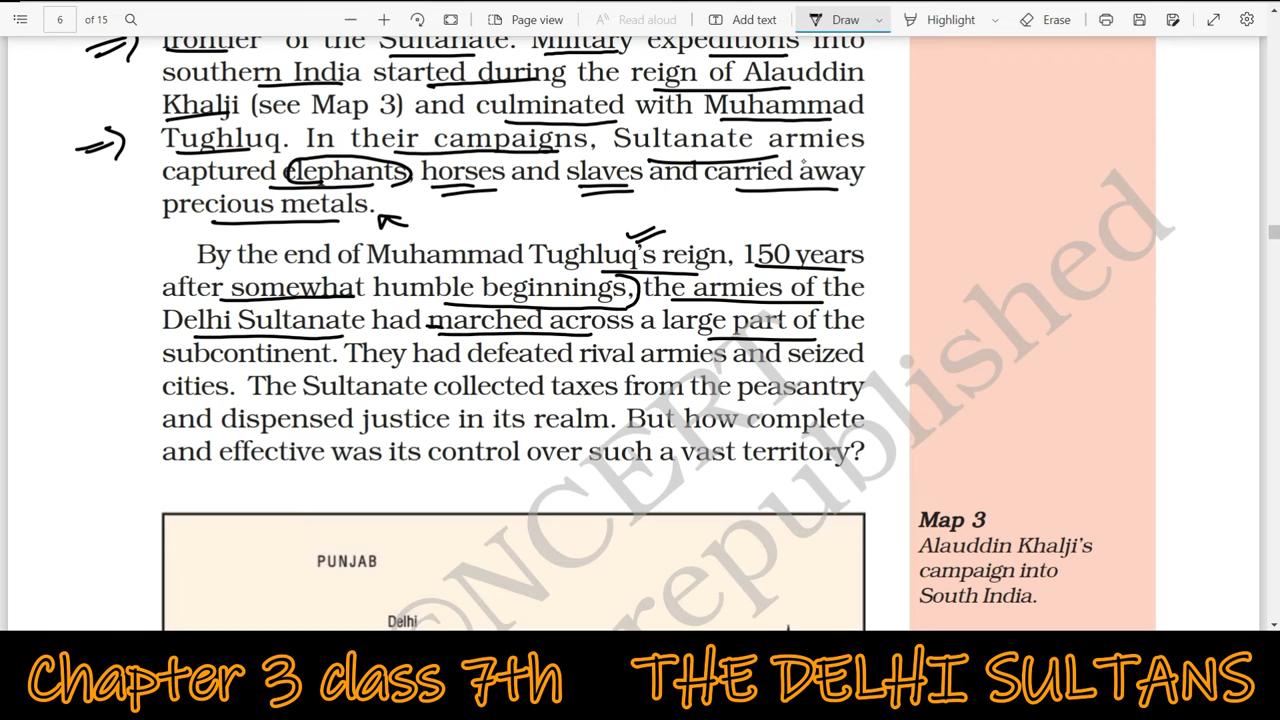 6 of 15 Page view Read aloud Add text Draw Highlight Erase
frontier of the Sultanate. Military expeditions into
southern India started during the reign of Alauddin
Khalji (see Map 3) and culminated with Muhammad
Tughluq. In their campaigns, Sultanate armies
captured elephants, horses and slaves and carried away
precious metals.
By the end of Muhammad Tughluq's reign, 150 years
after somewhat humble beginnings, the armies of the
Delhi Sultanate had marched across a large part of the
subcontinent. They had defeated rival armies and seized
cities. The Sultanate collected taxes from the peasantry
and dispensed justice in its realm. But how complete
and effective was its control over such a vast territory?
PUNJAB
Delhi
Map 3
Alauddin Khalji's
campaign into
South India.
© NCERT
republished
Chapter 3 class 7th THE DELHI SULTANS